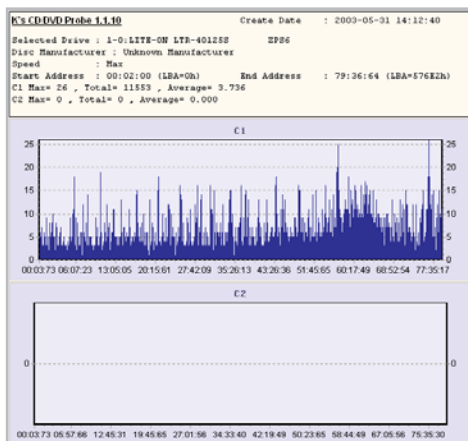 K's CD-DVD Probe 1.1.10 Create Date : 2003-05-31 14:12:40
Selected Drive : 1-0:LITE-ON LTR-40125S ZPS6
Disc Manufacturer : Unknown Manufacturer
Speed : Max
Start Address : 00:02:00 (LBA=0h) End Address : 79:36:64 (LBA=576E2h)
C1 Max= 26 , Total= 11553 , Average= 3.736
C2 Max= 0 , Total= 0 , Average= 0.000
C1
25 25
20 20
15 15
10 10
5 5
0 0
00:03:73 06:07:23 13:05:05 20:15:61 27:42:09 35:26:13 43:26:36 51:45:65 60:17:49 68:52:54 77:35:17
C2
0 0
00:03:73 05:57:66 12:45:31 19:45:65 27:01:56 34:33:40 42:19:49 50:23:65 58:44:49 67:05:56 75:35:30